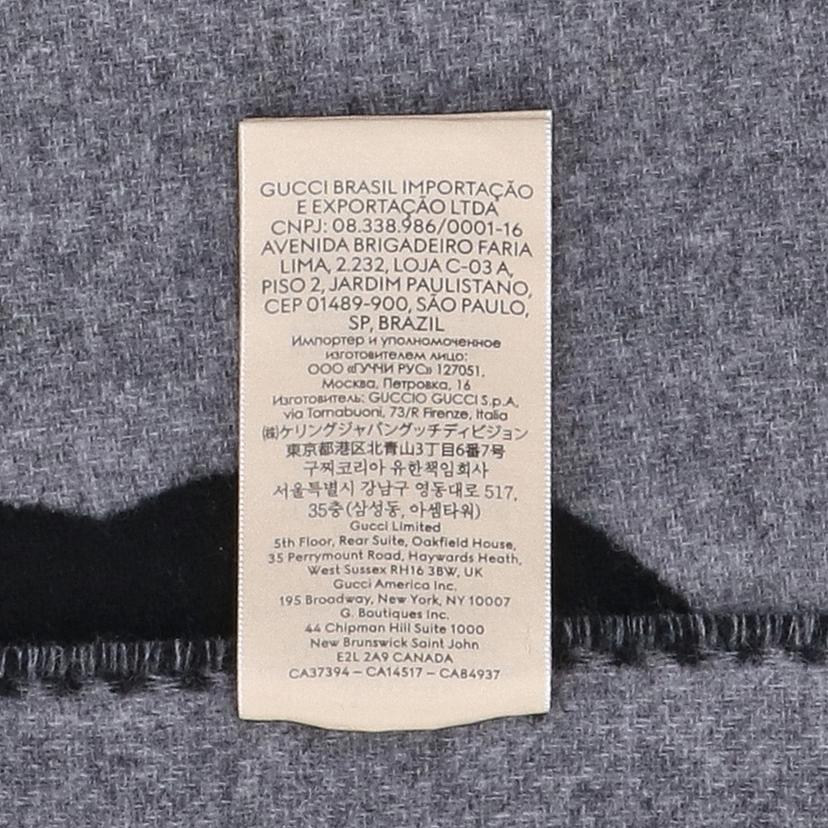 GUCCI BRASIL IMPORTAÇÃO
E EXPORTAÇÃO LTDA
CNPJ: 08.338.986/0001-16
AVENIDA BRIGADEIRO FARIA
LIMA, 2.232, LOJA C-03 A,
PISO 2, JARDIM PAULISTANO,
CEP 01489-900, SÃO PAULO,
SP, BRAZIL
Импортер и уполномоченное
изготовителем лицо:
ООО «ГУЧЧИ РУС» 127051,
Москва, Петровка, 16
Изготовитель: GUCCIO GUCCI S.p.A.
via Tornabuoni, 73/R Firenze, Italia
㈱ケリングジャパングッチディビジョン
東京都港区北青山3丁目6番7号
구찌코리아 유한책임회사
서울특별시 강남구 영동대로 517,
35층(삼성동, 아셈타워)
Gucci Limited
5th Floor, Rear Suite, Oakfield House,
35 Perrymount Road, Haywards Heath,
West Sussex RH16 3BW, UK
Gucci America Inc.
195 Broadway, New York, NY 10007
G. Boutiques Inc.
44 Chipman Hill Suite 1000
New Brunswick Saint John
E2L 2A9 CANADA
CA37394 – CA14517 – CA84937